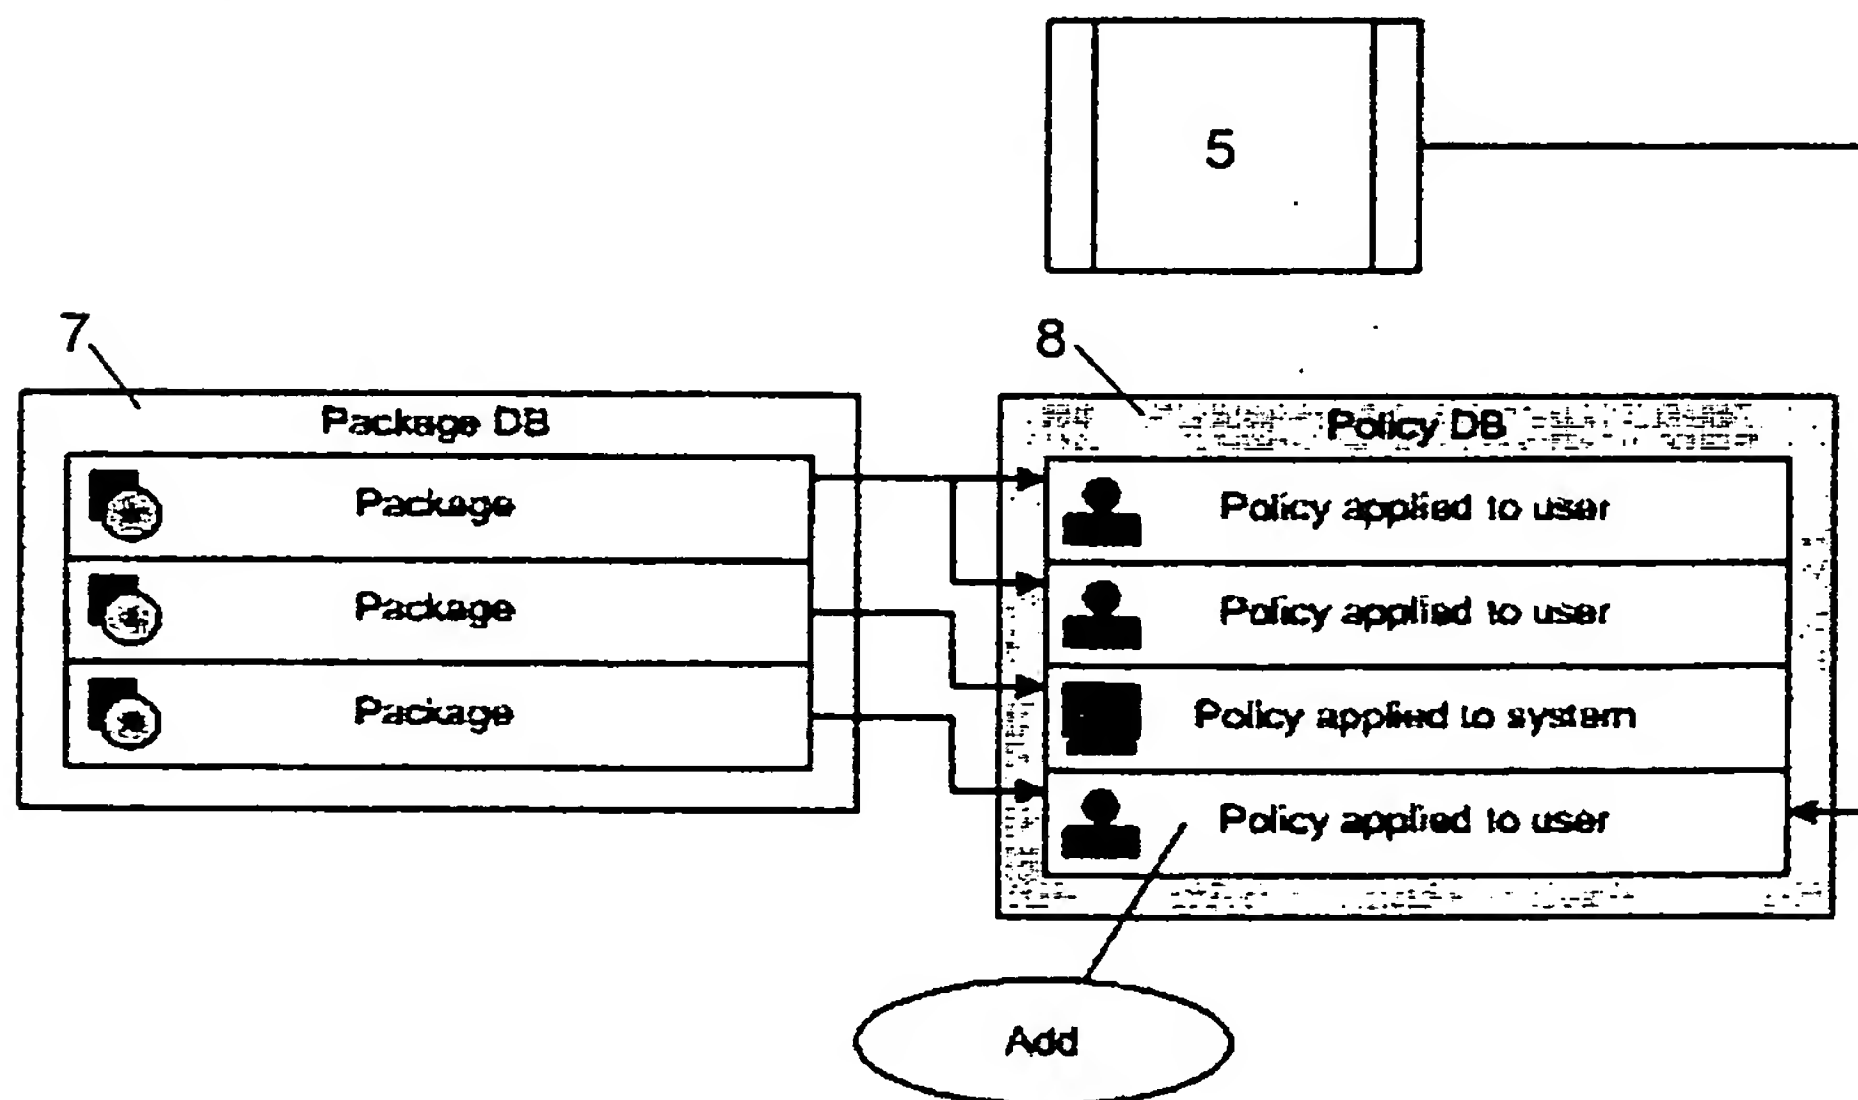 5
7
8
Package DB
Policy DB
Package
Policy applied to user
Package
Policy applied to user
Package
Policy applied to system
Policy applied to user
Add